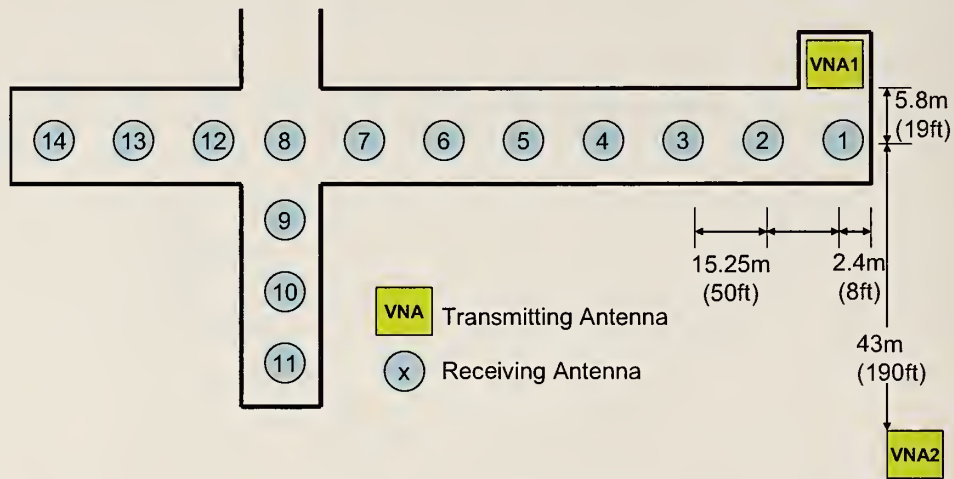 VNA1
5.8m
(19ft)
14 13 12 8 7 6 5 4 3 2 1
9
15.25m
(50ft)
2.4m
(8ft)
10
VNA Transmitting Antenna
43m
(190ft)
11
x Receiving Antenna
VNA2